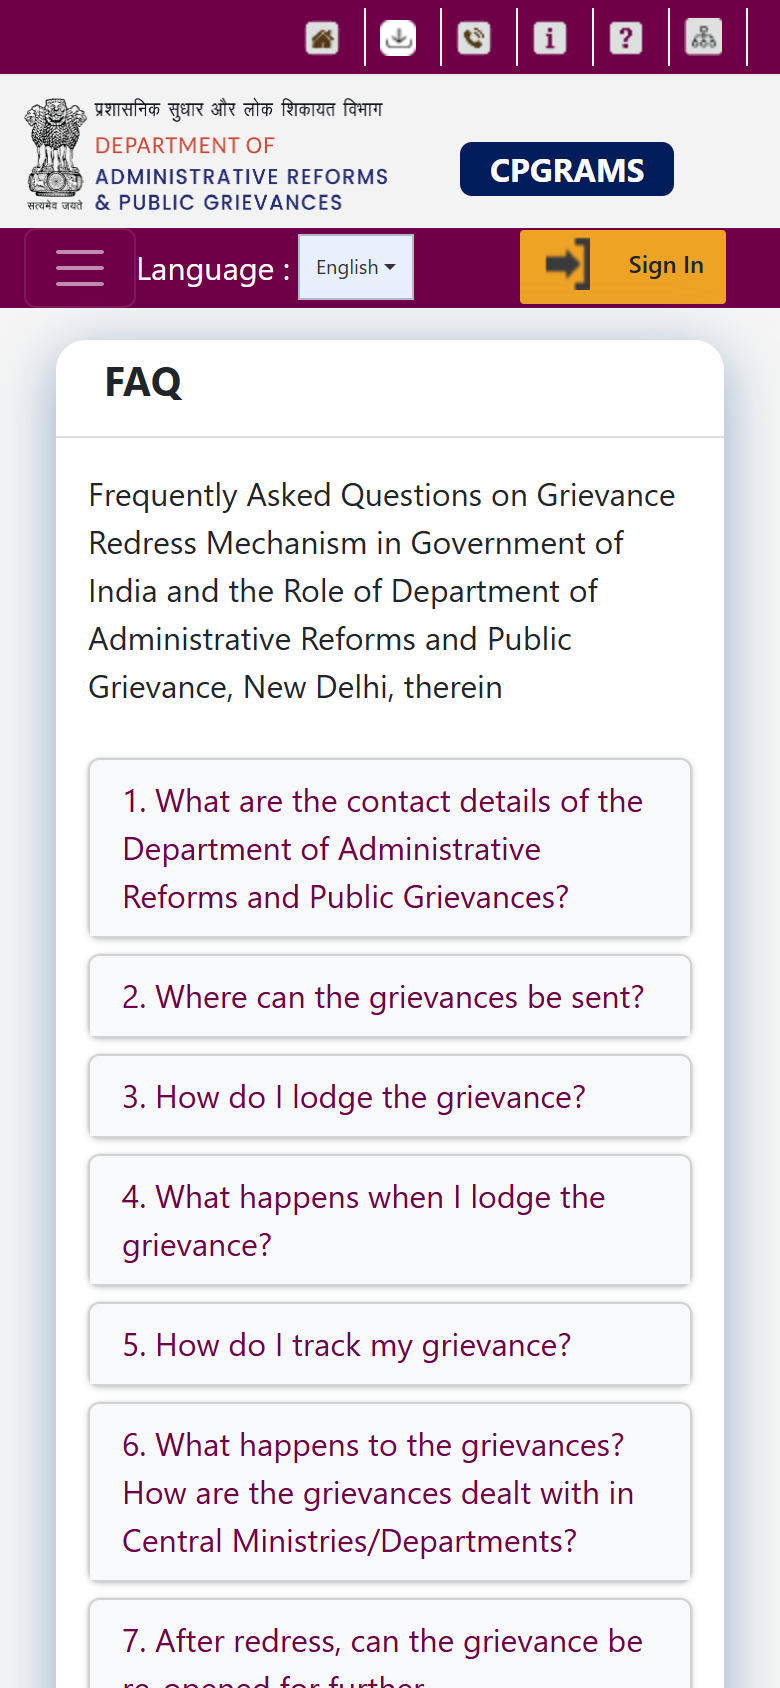 प्रशासनिक सुधार और लोक शिकायत विभाग
DEPARTMENT OF
ADMINISTRATIVE REFORMS
& PUBLIC GRIEVANCES
सत्यमेव जयते
CPGRAMS
Language :
English
Sign In
FAQ
Frequently Asked Questions on Grievance
Redress Mechanism in Government of
India and the Role of Department of
Administrative Reforms and Public
Grievance, New Delhi, therein
1. What are the contact details of the
Department of Administrative
Reforms and Public Grievances?
2. Where can the grievances be sent?
3. How do I lodge the grievance?
4. What happens when I lodge the
grievance?
5. How do I track my grievance?
6. What happens to the grievances?
How are the grievances dealt with in
Central Ministries/Departments?
7. After redress, can the grievance be
re-opened for further